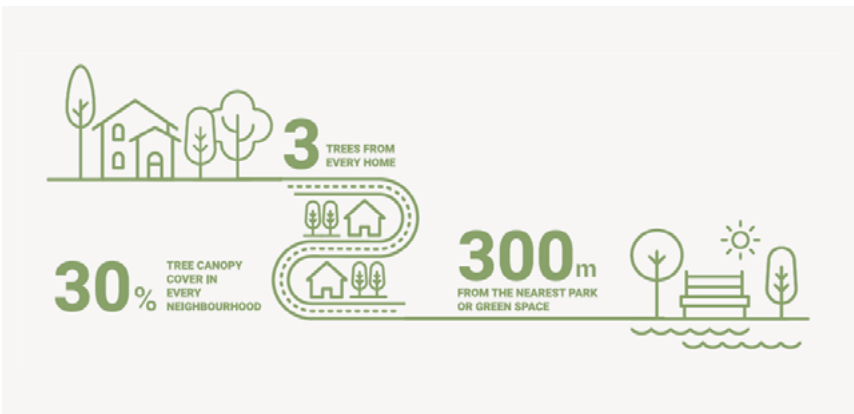 3 TREES FROM
EVERY HOME
30% TREE CANOPY
COVER IN
EVERY
NEIGHBOURHOOD
300m
FROM THE NEAREST PARK
OR GREEN SPACE